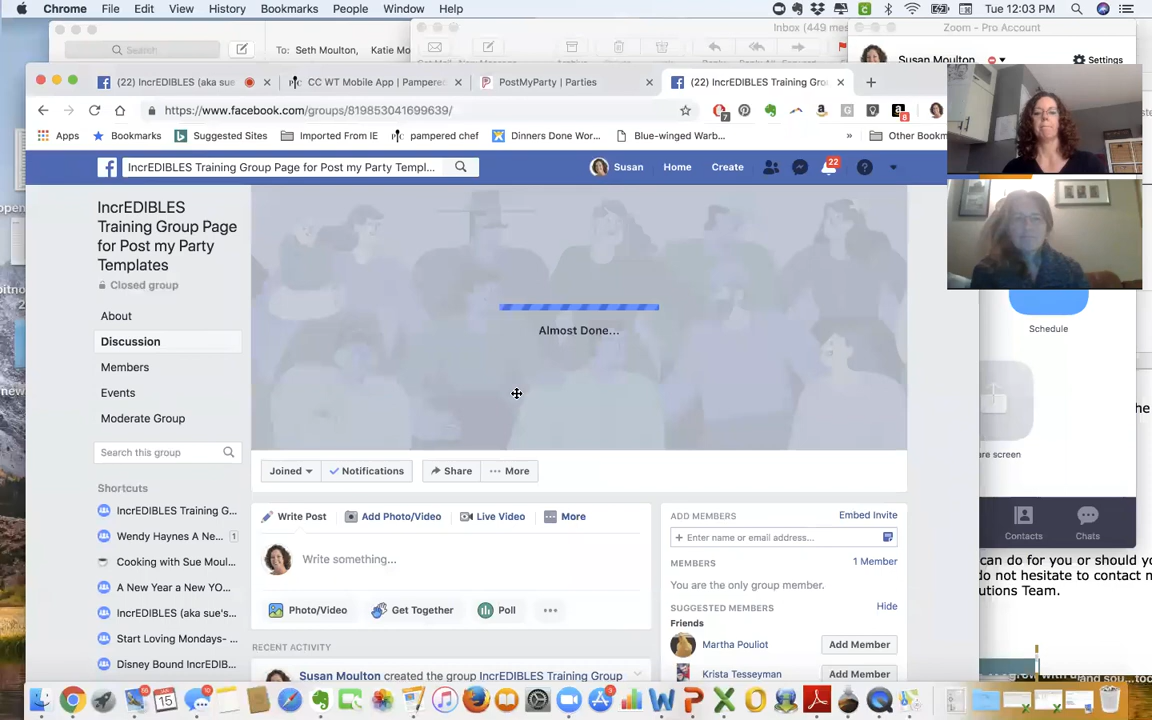 Chrome File Edit View History Bookmarks People Window Help
Tue 12:03 PM
Search
To: Seth Moulton, Katie Mo
Inbox (449 mes
Zoom - Pro Account
Susan Moulton
Settings
(22) IncrEDIBLES (aka sue
CC WT Mobile App | Pampere
PostMyParty | Parties
(22) IncrEDIBLES Training Gro
https://www.facebook.com/groups/819853041699639/
7
8
Apps
Bookmarks
Suggested Sites
Imported From IE
pampered chef
Dinners Done Wor...
Blue-winged Warb...
»
Other Bookm
IncrEDIBLES Training Group Page for Post my Party Templ...
Susan
Home
Create
22
IncrEDIBLES
Training Group Page
for Post my Party
Templates
Closed group
About
Discussion
Members
Events
Moderate Group
Search this group
Shortcuts
IncrEDIBLES Training G...
Wendy Haynes A Ne... 1
Cooking with Sue Moul...
A New Year a New YO...
IncrEDIBLES (aka sue's...
Start Loving Mondays- ...
Disney Bound IncrEDIB...
Almost Done...
Joined
Notifications
Share
More
Write Post
Add Photo/Video
Live Video
More
Write something...
Photo/Video
Get Together
Poll
RECENT ACTIVITY
Susan Moulton created the group IncrEDIBLES Training Group
ADD MEMBERS
Embed Invite
+ Enter name or email address...
MEMBERS
1 Member
You are the only group member.
SUGGESTED MEMBERS
Hide
Friends
Martha Pouliot
Add Member
Krista Tesseyman
Add Member
Schedule
are screen
Contacts
Chats
he
can do for you or should yo
do not hesitate to contact m
utions Team.
JAN
15